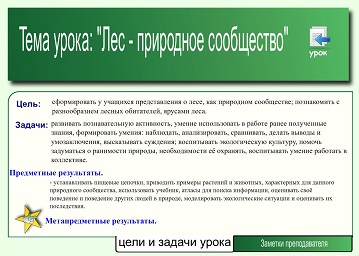 Тема урока: "Лес - природное сообщество"
урок
Цель: сформировать у учащихся представления о лесе, как природном сообществе; познакомить с
разнообразием лесных обитателей, ярусами леса.
Задачи: развивать познавательную активность, умение использовать в работе ранее полученные
знания, формировать умения: наблюдать, анализировать, сравнивать, делать выводы и
умозаключения, высказывать суждения; воспитывать экологическую культуру, помочь
задуматься о ранимости природы, необходимости её охранять, воспитывать умение работать в
коллективе.
Предметные результаты.
- устанавливать пищевые цепочки, приводить примеры растений и животных, характерных для данного
природного сообщества, использовать учебник, атласы для поиска информации, оценивать своё
поведение и поведение других людей в природе, моделировать экологические ситуации и оценивать их
последствия.
Метапредметные результаты.
цели и задачи урока
Заметки преподавателя